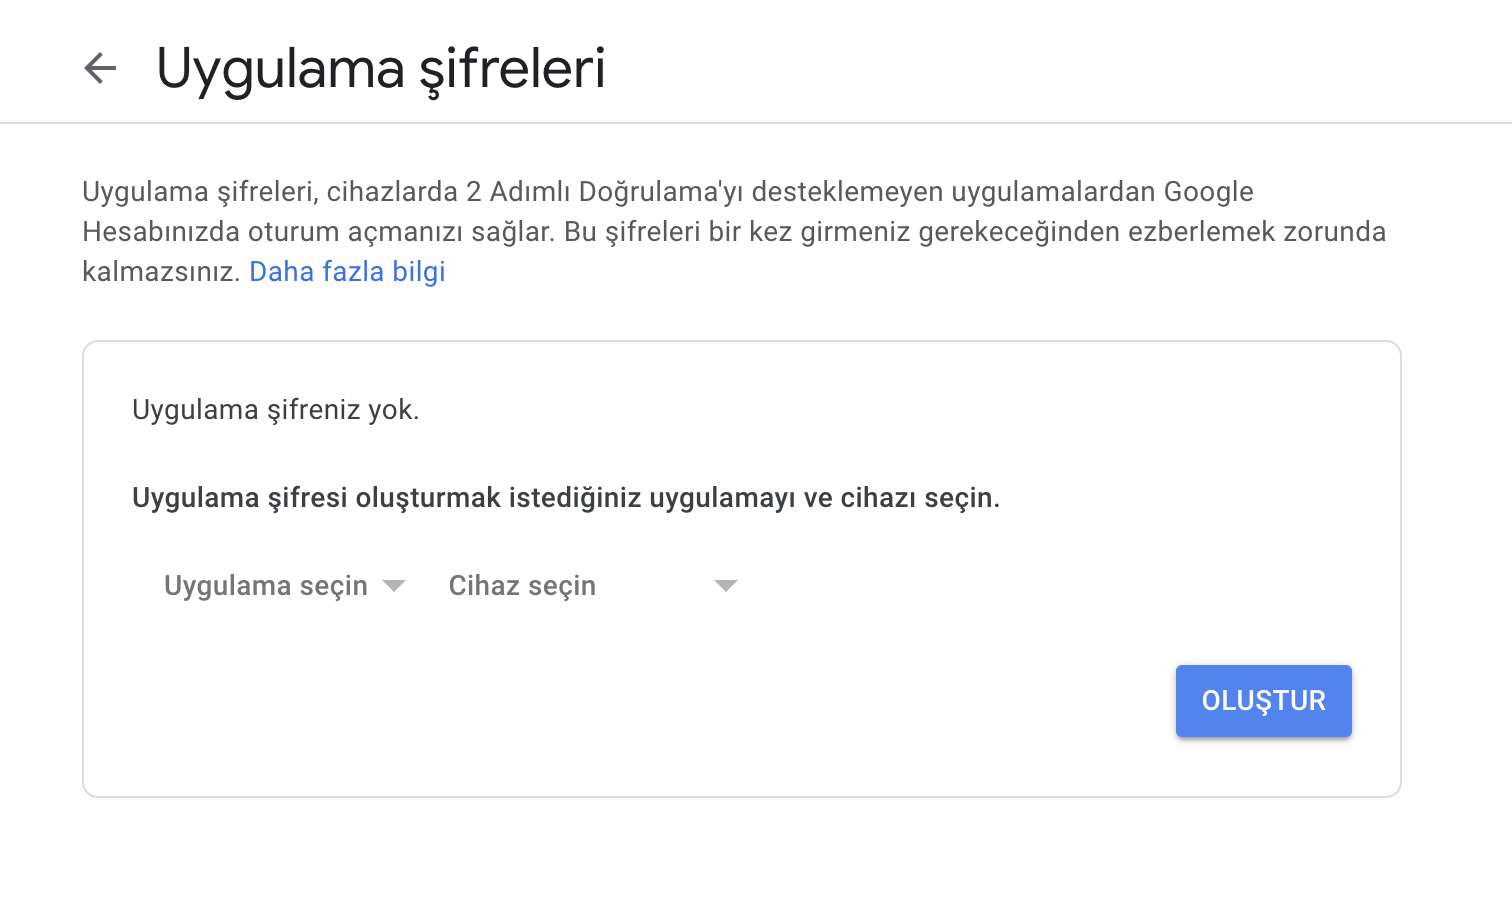 Uygulama şifreleri
Uygulama şifreleri, cihazlarda 2 Adımlı Doğrulama'yı desteklemeyen uygulamalardan Google
Hesabınızda oturum açmanızı sağlar. Bu şifreleri bir kez girmeniz gerekeceğinden ezberlemek zorunda
kalmazsınız. Daha fazla bilgi
Uygulama şifreniz yok.
Uygulama şifresi oluşturmak istediğiniz uygulamayı ve cihazı seçin.
Uygulama seçin Cihaz seçin
OLUŞTUR